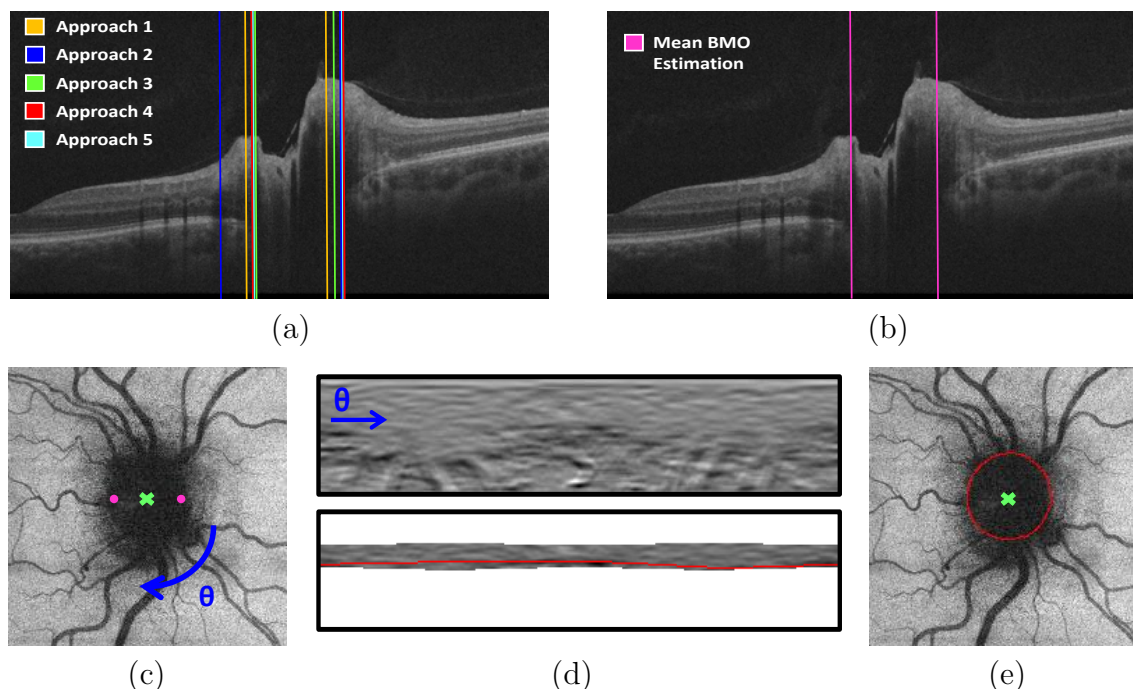 Approach 1
Approach 2
Approach 3
Approach 4
Approach 5
Mean BMO
Estimation
(a)
(b)
θ
θ
(c)
(d)
(e)